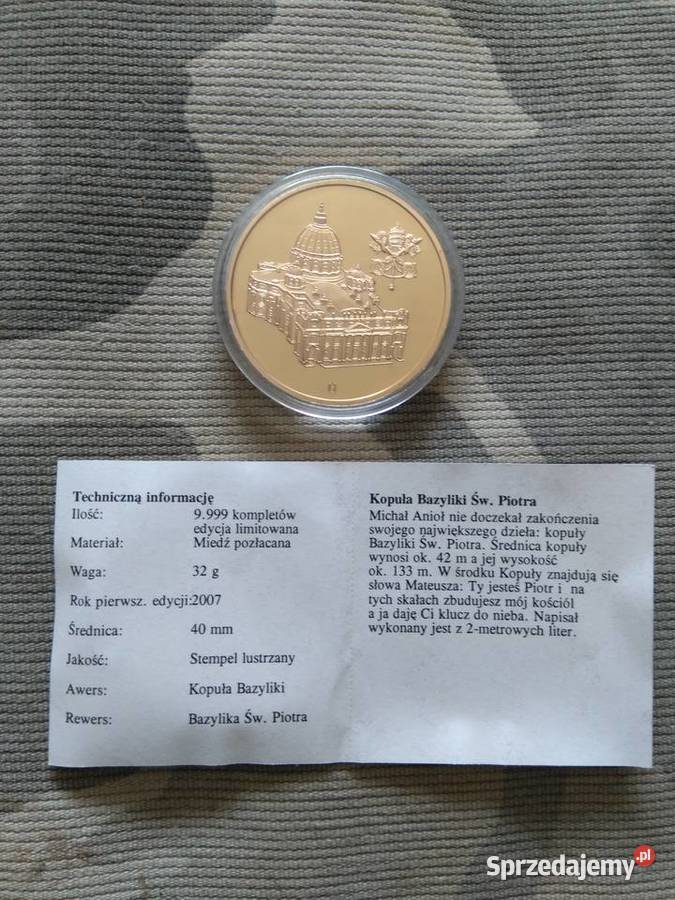 Techniczną informację
Ilość: 9.999 kompletów
edycja limitowana
Materiał: Miedź pozłacana
Waga: 32 g
Rok pierwsz. edycji:2007
Średnica: 40 mm
Jakość: Stempel lustrzany
Awers: Kopuła Bazyliki
Rewers: Bazylika Św. Piotra
Kopuła Bazyliki Św. Piotra
Michał Anioł nie doczekał zakończenia
swojego największego dzieła: kopuły
Bazyliki Św. Piotra. Średnica kopuły
wynosi ok. 42 m a jej wysokość
ok. 133 m. W środku Kopuły znajdują się
słowa Mateusza: Ty jesteś Piotr i na
tych skałach zbudujesz mój kościól
a ja daję Ci klucz do nieba. Napisał
wykonany jest z 2-metrowych liter.
Sprzedajemy.pl